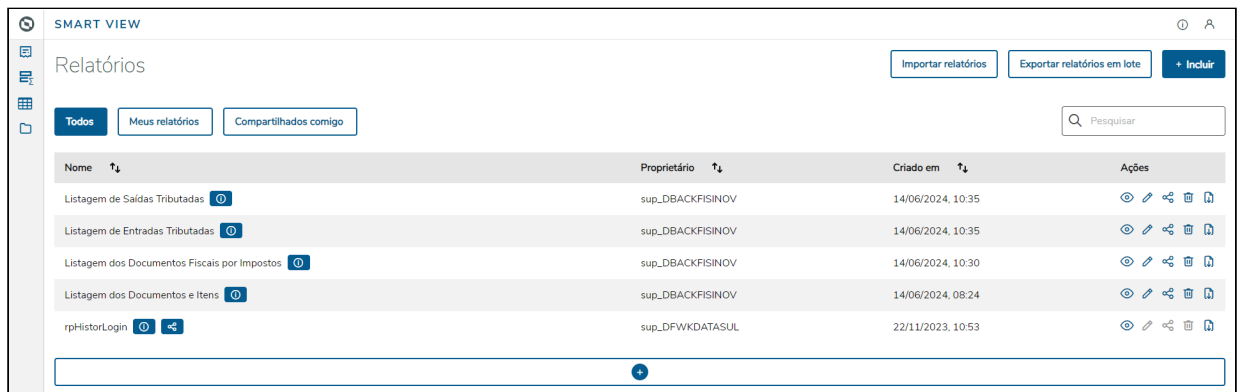 SMART VIEW
Relatórios
Importar relatórios
Exportar relatórios em lote
+ Incluir
Todos
Meus relatórios
Compartilhados comigo
Pesquisar
Nome Proprietário Criado em Ações
Listagem de Saídas Tributadas sup_DBACKFISINOV 14/06/2024, 10:35
Listagem de Entradas Tributadas sup_DBACKFISINOV 14/06/2024, 10:35
Listagem dos Documentos Fiscais por Impostos sup_DBACKFISINOV 14/06/2024, 10:30
Listagem dos Documentos e Itens sup_DBACKFISINOV 14/06/2024, 08:24
rpHistorLogin sup_DFWKDATASUL 22/11/2023, 10:53